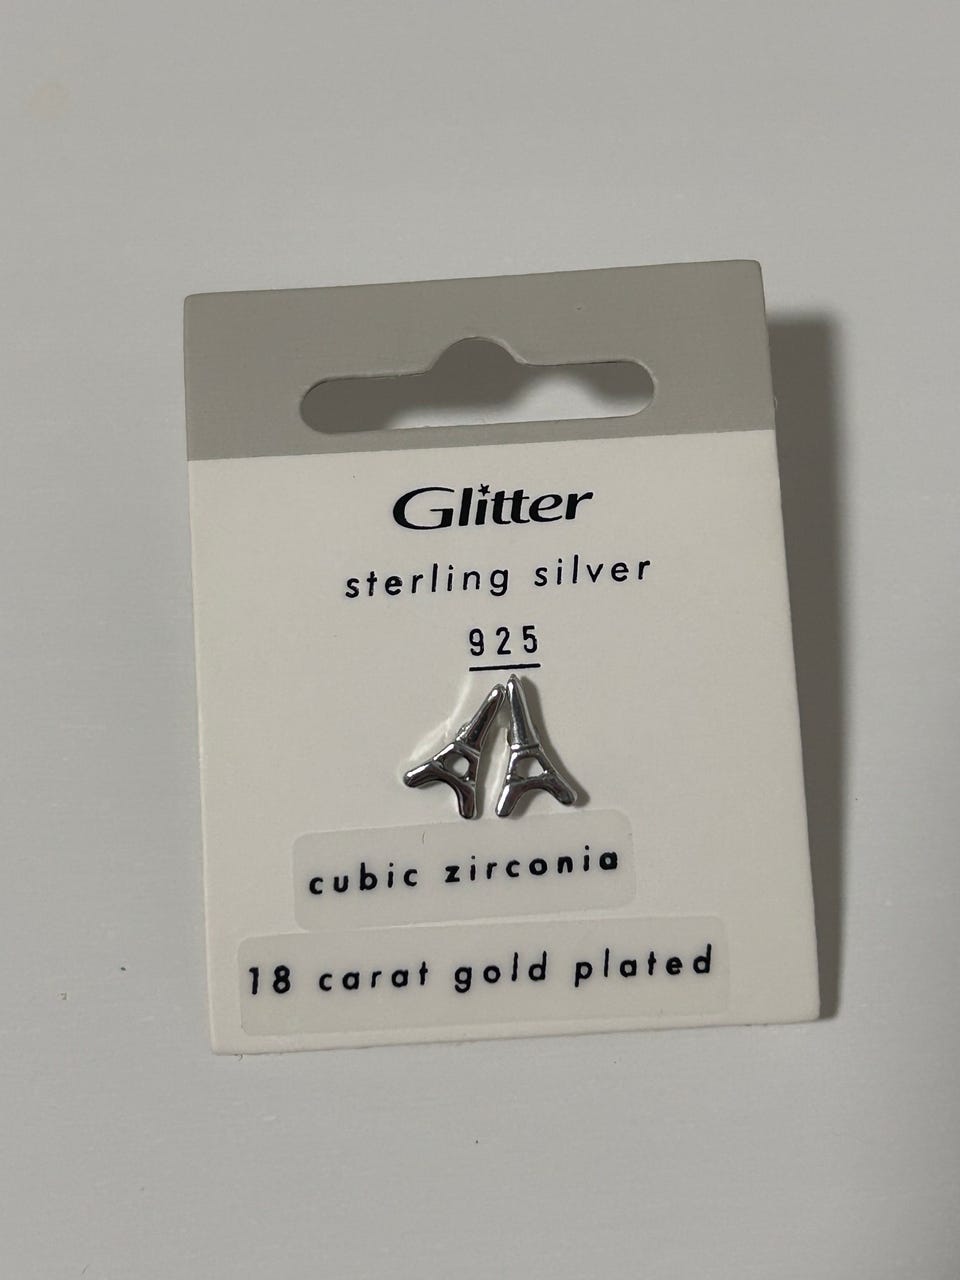 Glitter
sterling silver
925
cubic zirconia
18 carat gold plated